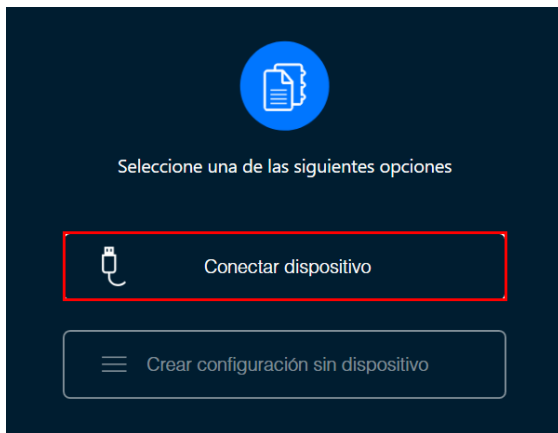 Seleccione una de las siguientes opciones
Conectar dispositivo
Crear configuración sin dispositivo